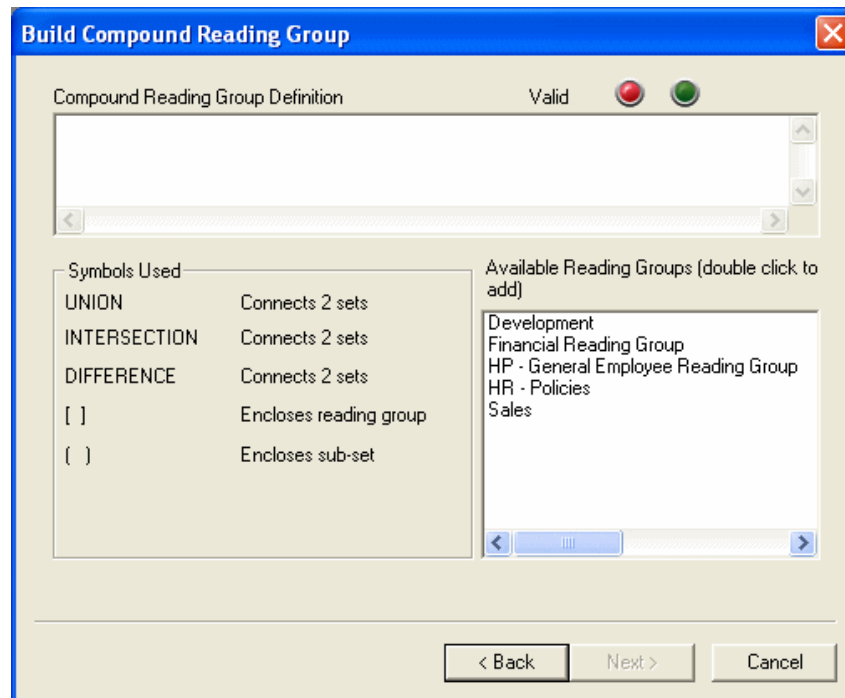 Build Compound Reading Group
Compound Reading Group Definition Valid
Symbols Used
UNION Connects 2 sets
INTERSECTION Connects 2 sets
DIFFERENCE Connects 2 sets
[ ] Encloses reading group
( ) Encloses sub-set
Available Reading Groups (double click to
add)
Development
Financial Reading Group
HP - General Employee Reading Group
HR - Policies
Sales
< Back Next > Cancel